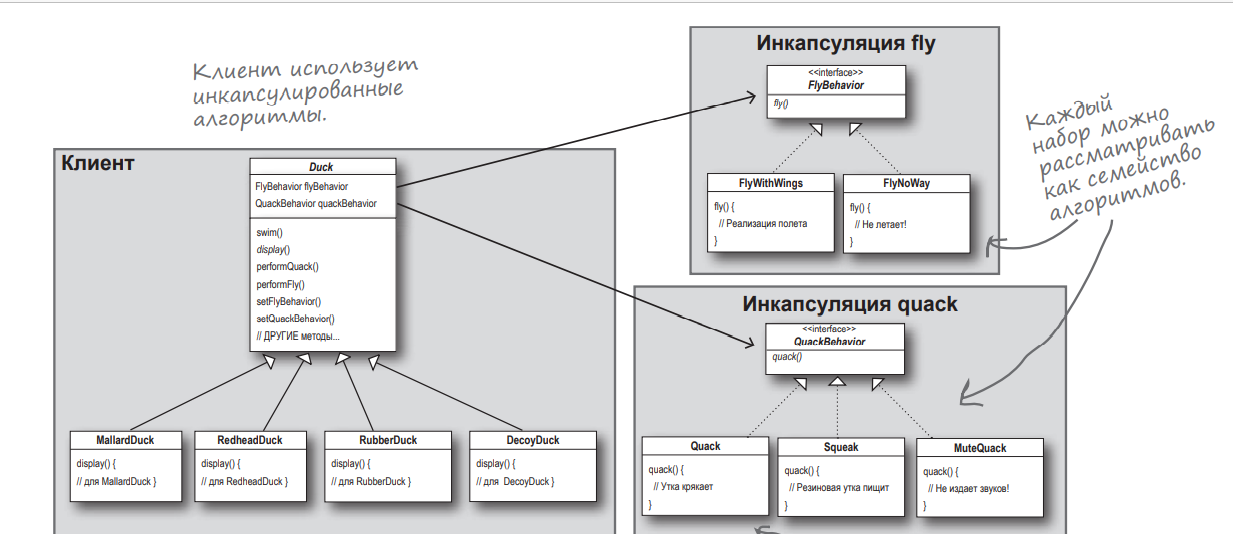 Клиент использует
инкапсулированные
алгоритмы.
Инкапсуляция fly
<<interface>>
FlyBehavior
fly()
FlyWithWings
fly() {
// Реализация полета
}
FlyNoWay
fly() {
// Не летает!
}
Каждый
набор можно
рассматривать
как семейство
алгоритмов.
Клиент
Duck
FlyBehavior flyBehavior
QuackBehavior quackBehavior
swim()
display()
performQuack()
performFly()
setFlyBehavior()
setQuackBehavior()
// ДРУГИЕ методы...
MallardDuck
display() {
// для MallardDuck }
RedheadDuck
display() {
// для RedheadDuck }
RubberDuck
display() {
// для RubberDuck }
DecoyDuck
display() {
// для DecoyDuck }
Инкапсуляция quack
<<interface>>
QuackBehavior
quack()
Quack
quack() {
// Утка крякает
}
Squeak
quack() {
// Резиновая утка пищит
}
MuteQuack
quack() {
// Не издает звуков!
}